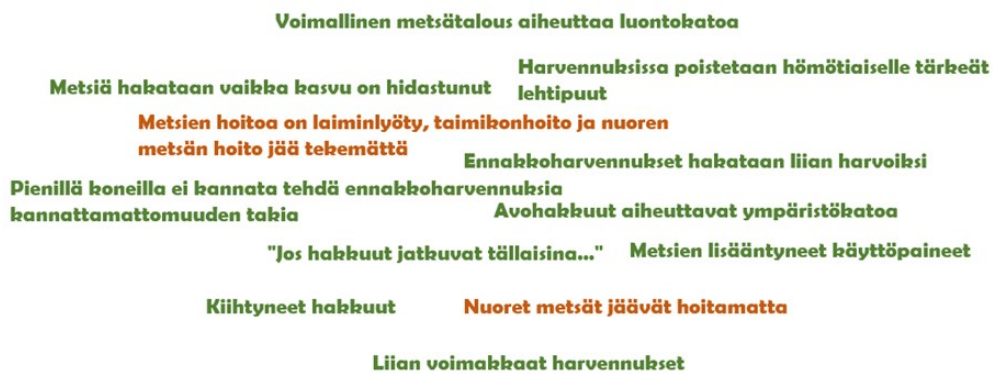 Voimallinen metsätalous aiheuttaa luontokatoa
Harvennuksissa poistetaan hömötiaiselle tärkeät
lehtipuut
Metsiä hakataan vaikka kasvu on hidastunut
Metsien hoitoa on laiminlyöty, taimikonhoito ja nuoren
metsän hoito jää tekemättä
Ennakkoharvennukset hakataan liian harvoiksi
Pienillä koneilla ei kannata tehdä ennakkoharvennuksia
kannattamattomuuden takia
Avohakkuut aiheuttavat ympäristökatoa
"Jos hakkuut jatkuvat tällaisina..."
Metsien lisääntyneet käyttöpaineet
Kiihtyneet hakkuut
Nuoret metsät jäävät hoitamatta
Liian voimakkaat harvennukset